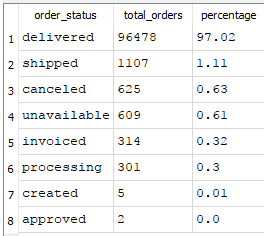 order_status total_orders percentage
1 delivered 96478 97.02
2 shipped 1107 1.11
3 canceled 625 0.63
4 unavailable 609 0.61
5 invoiced 314 0.32
6 processing 301 0.3
7 created 5 0.01
8 approved 2 0.0